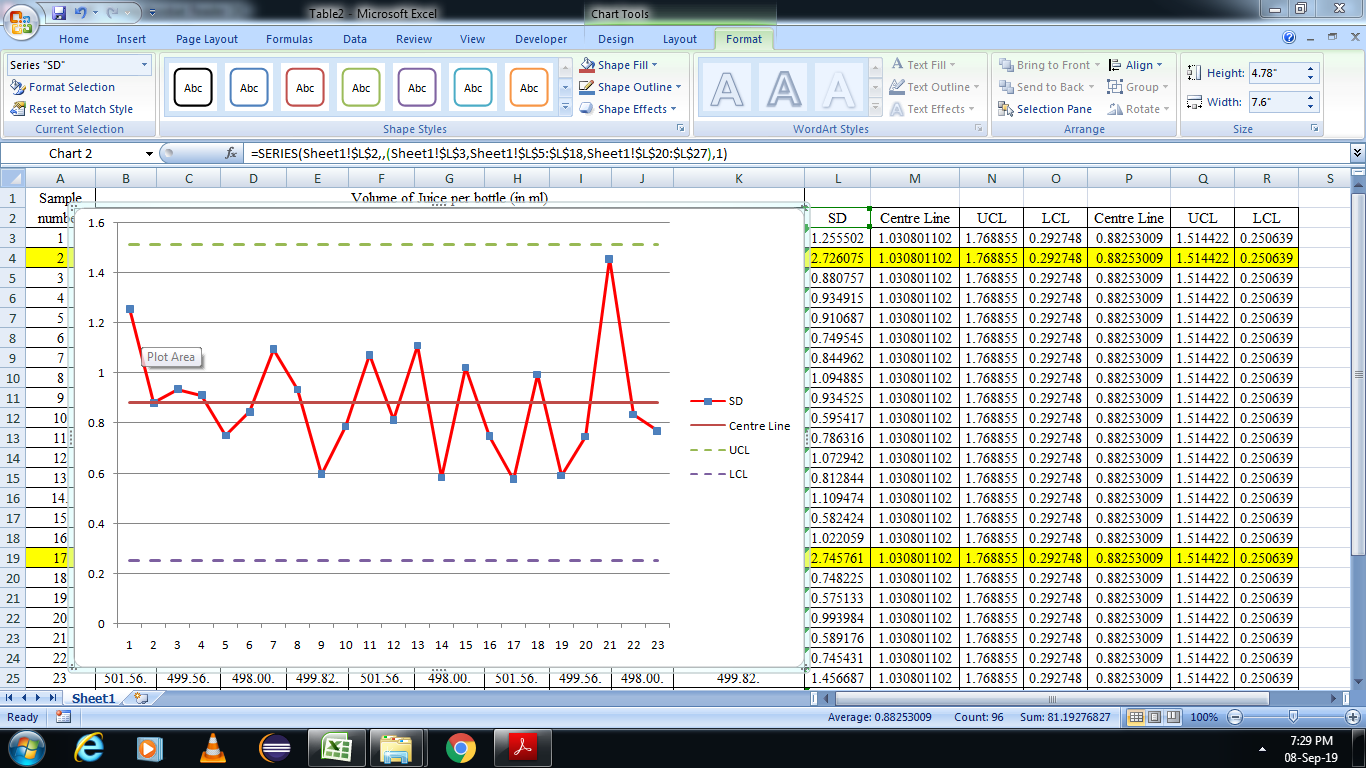 Table2 - Microsoft Excel
Chart Tools
Home Insert Page Layout Formulas Data Review View Developer Design Layout Format
Series "SD"
Format Selection
Reset to Match Style
Current Selection
Abc Abc Abc Abc Abc Abc Abc
Shape Fill
Shape Outline
Shape Effects
Shape Styles
A A A
Text Fill
Text Outline
Text Effects
WordArt Styles
Bring to Front
Send to Back
Selection Pane
Align
Group
Rotate
Arrange
Height: 4.78"
Width: 7.6"
Size
Chart 2 fx =SERIES(Sheet1!$L$2,,(Sheet1!$L$3,Sheet1!$L$5:$L$18,Sheet1!$L$20:$L$27),1)
A B C D E F G H I J K L M N O P Q R S
1 Sample Volume of Juice per bottle (in ml)
2 numbe SD Centre Line UCL LCL Centre Line UCL LCL
3 1 1.255502 1.030801102 1.768855 0.292748 0.88253009 1.514422 0.250639
4 2 2.726075 1.030801102 1.768855 0.292748 0.88253009 1.514422 0.250639
5 3 0.880757 1.030801102 1.768855 0.292748 0.88253009 1.514422 0.250639
6 4 0.934915 1.030801102 1.768855 0.292748 0.88253009 1.514422 0.250639
7 5 0.910687 1.030801102 1.768855 0.292748 0.88253009 1.514422 0.250639
8 6 0.749545 1.030801102 1.768855 0.292748 0.88253009 1.514422 0.250639
9 7 0.844962 1.030801102 1.768855 0.292748 0.88253009 1.514422 0.250639
10 8 1.094885 1.030801102 1.768855 0.292748 0.88253009 1.514422 0.250639
11 9 0.934525 1.030801102 1.768855 0.292748 0.88253009 1.514422 0.250639
12 10 0.595417 1.030801102 1.768855 0.292748 0.88253009 1.514422 0.250639
13 11 0.786316 1.030801102 1.768855 0.292748 0.88253009 1.514422 0.250639
14 12 1.072942 1.030801102 1.768855 0.292748 0.88253009 1.514422 0.250639
15 13 0.812844 1.030801102 1.768855 0.292748 0.88253009 1.514422 0.250639
16 14. 1.109474 1.030801102 1.768855 0.292748 0.88253009 1.514422 0.250639
17 15 0.582424 1.030801102 1.768855 0.292748 0.88253009 1.514422 0.250639
18 16 1.022059 1.030801102 1.768855 0.292748 0.88253009 1.514422 0.250639
19 17 2.745761 1.030801102 1.768855 0.292748 0.88253009 1.514422 0.250639
20 18 0.748225 1.030801102 1.768855 0.292748 0.88253009 1.514422 0.250639
21 19 0.575133 1.030801102 1.768855 0.292748 0.88253009 1.514422 0.250639
22 20 0.993984 1.030801102 1.768855 0.292748 0.88253009 1.514422 0.250639
23 21 0.589176 1.030801102 1.768855 0.292748 0.88253009 1.514422 0.250639
24 22 0.745431 1.030801102 1.768855 0.292748 0.88253009 1.514422 0.250639
25 23 501.56. 499.56. 498.00. 499.82. 501.56. 498.00. 501.56. 499.56. 498.00. 499.82. 1.456687 1.030801102 1.768855 0.292748 0.88253009 1.514422 0.250639
1.6
1.4
1.2
1
0.8
0.6
0.4
0.2
0
Plot Area
SD
Centre Line
UCL
LCL
1 2 3 4 5 6 7 8 9 10 11 12 13 14 15 16 17 18 19 20 21 22 23
Sheet1
Ready Average: 0.88253009 Count: 96 Sum: 81.19276827 100%
7:29 PM
08-Sep-19